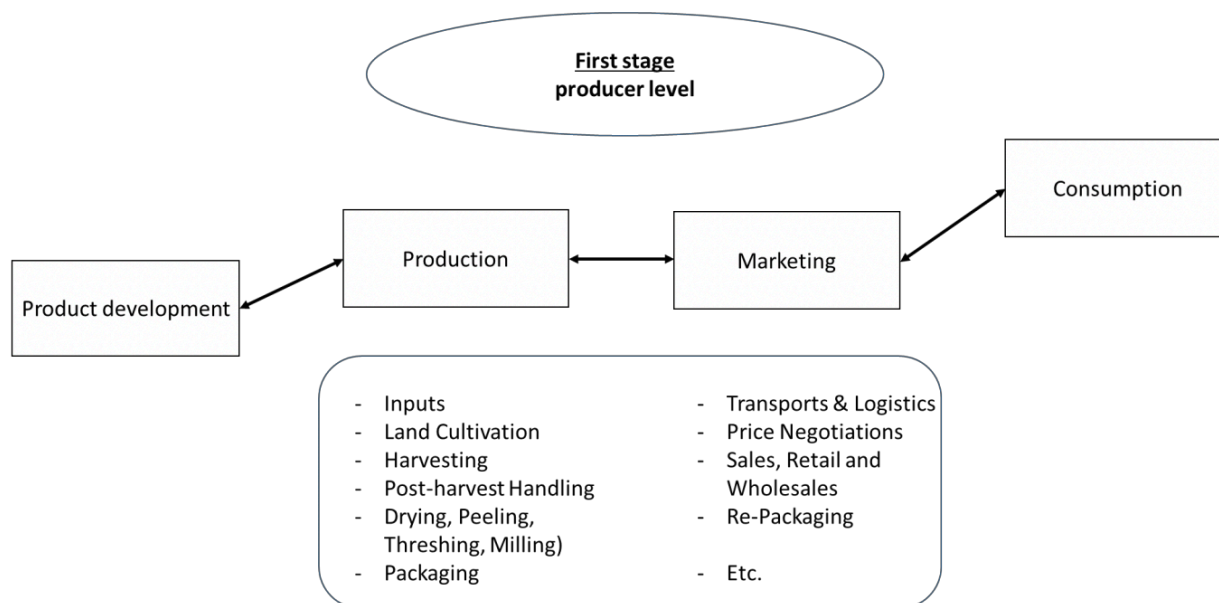 First stage
producer level
Consumption
Production
Marketing
Product development
- Inputs
- Land Cultivation
- Harvesting
- Post-harvest Handling
- Drying, Peeling,
Threshing, Milling)
- Packaging
- Transports & Logistics
- Price Negotiations
- Sales, Retail and
Wholesales
- Re-Packaging
- Etc.